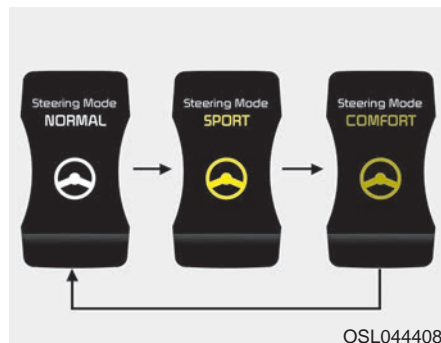 Steering Mode
NORMAL
Steering Mode
SPORT
Steering Mode
COMFORT
OSL044408